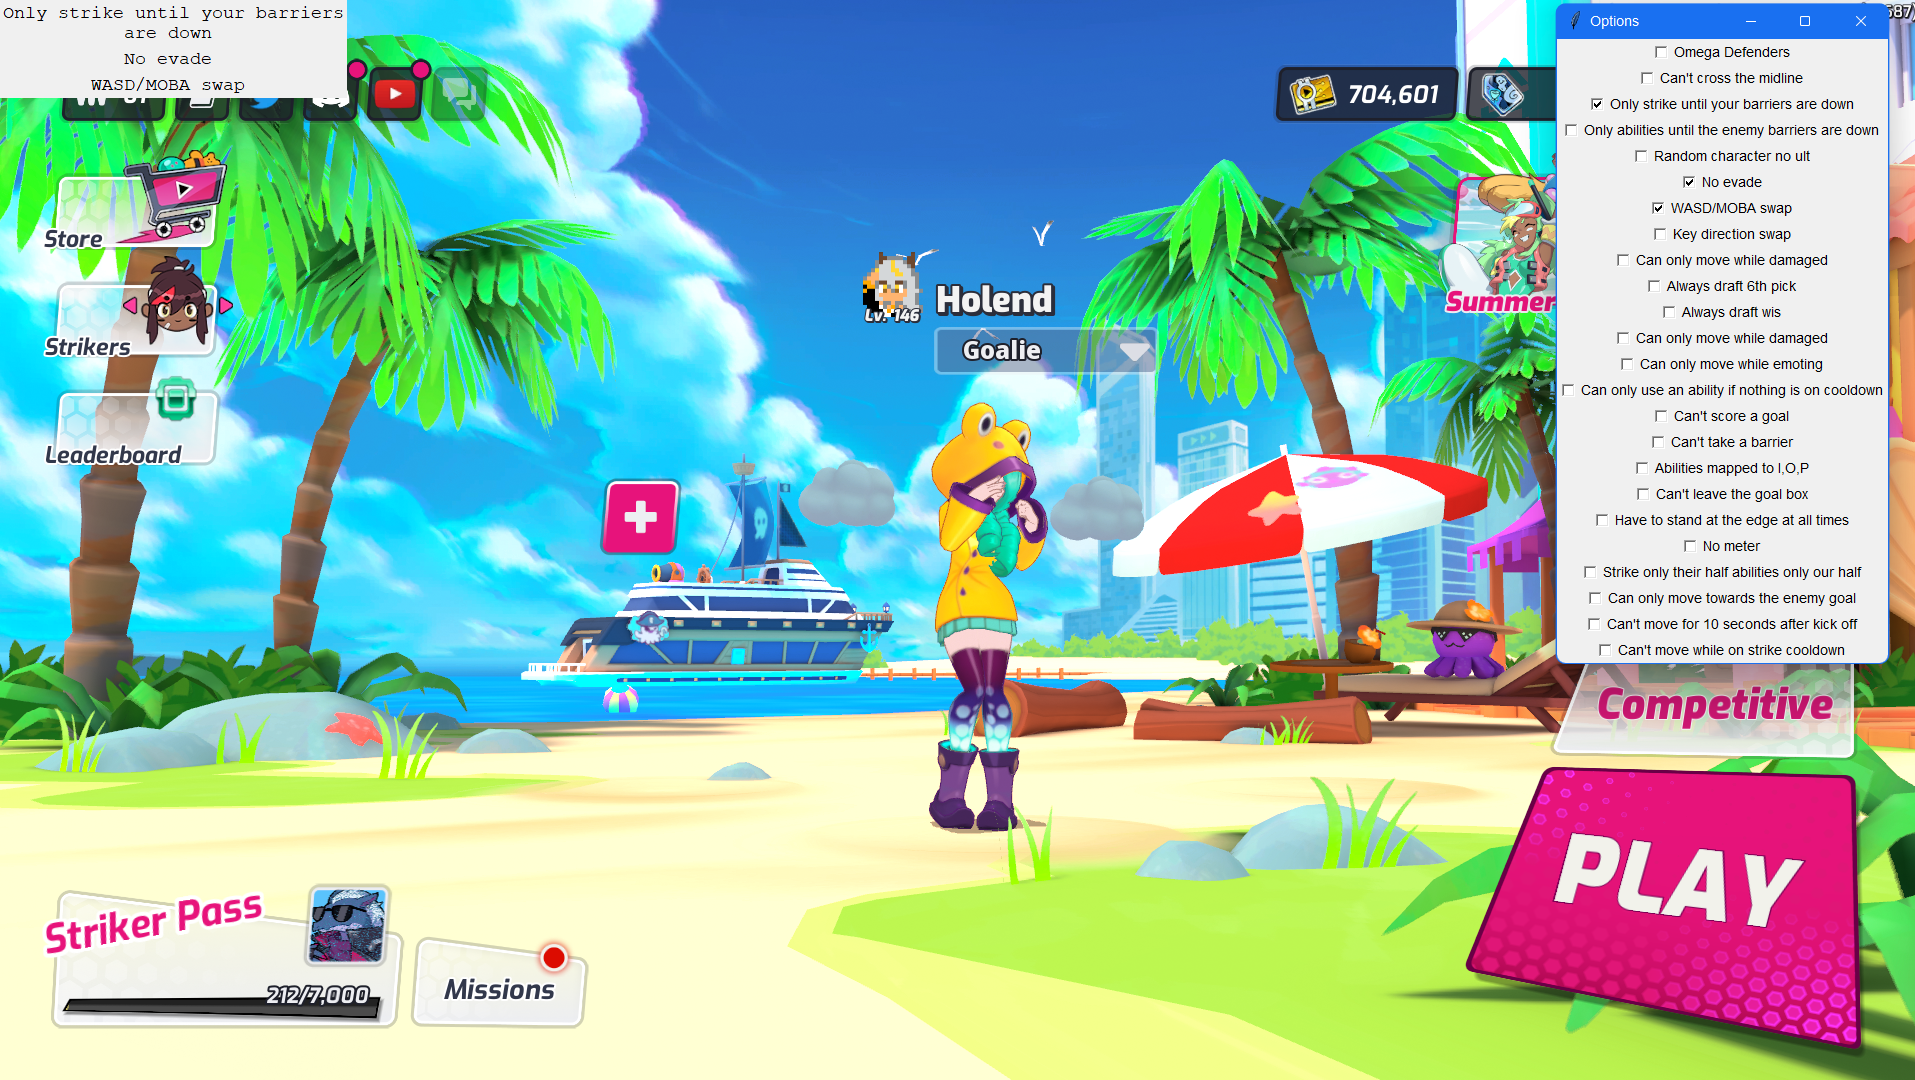 Only strike until your barriers
are down
No evade
WASD/MOBA swap
704,601
Options
Omega Defenders
Can't cross the midline
Only strike until your barriers are down
Only abilities until the enemy barriers are down
Random character no ult
No evade
WASD/MOBA swap
Key direction swap
Can only move while damaged
Always draft 6th pick
Always draft wis
Can only move while damaged
Can only move while emoting
Can only use an ability if nothing is on cooldown
Can't score a goal
Can't take a barrier
Abilities mapped to I,O,P
Can't leave the goal box
Have to stand at the edge at all times
No meter
Strike only their half abilities only our half
Can only move towards the enemy goal
Can't move for 10 seconds after kick off
Can't move while on strike cooldown
Store
Strikers
Leaderboard
Lv. 146
Holend
Goalie
Summer
Competitive
PLAY
Striker Pass
212/7,000
Missions